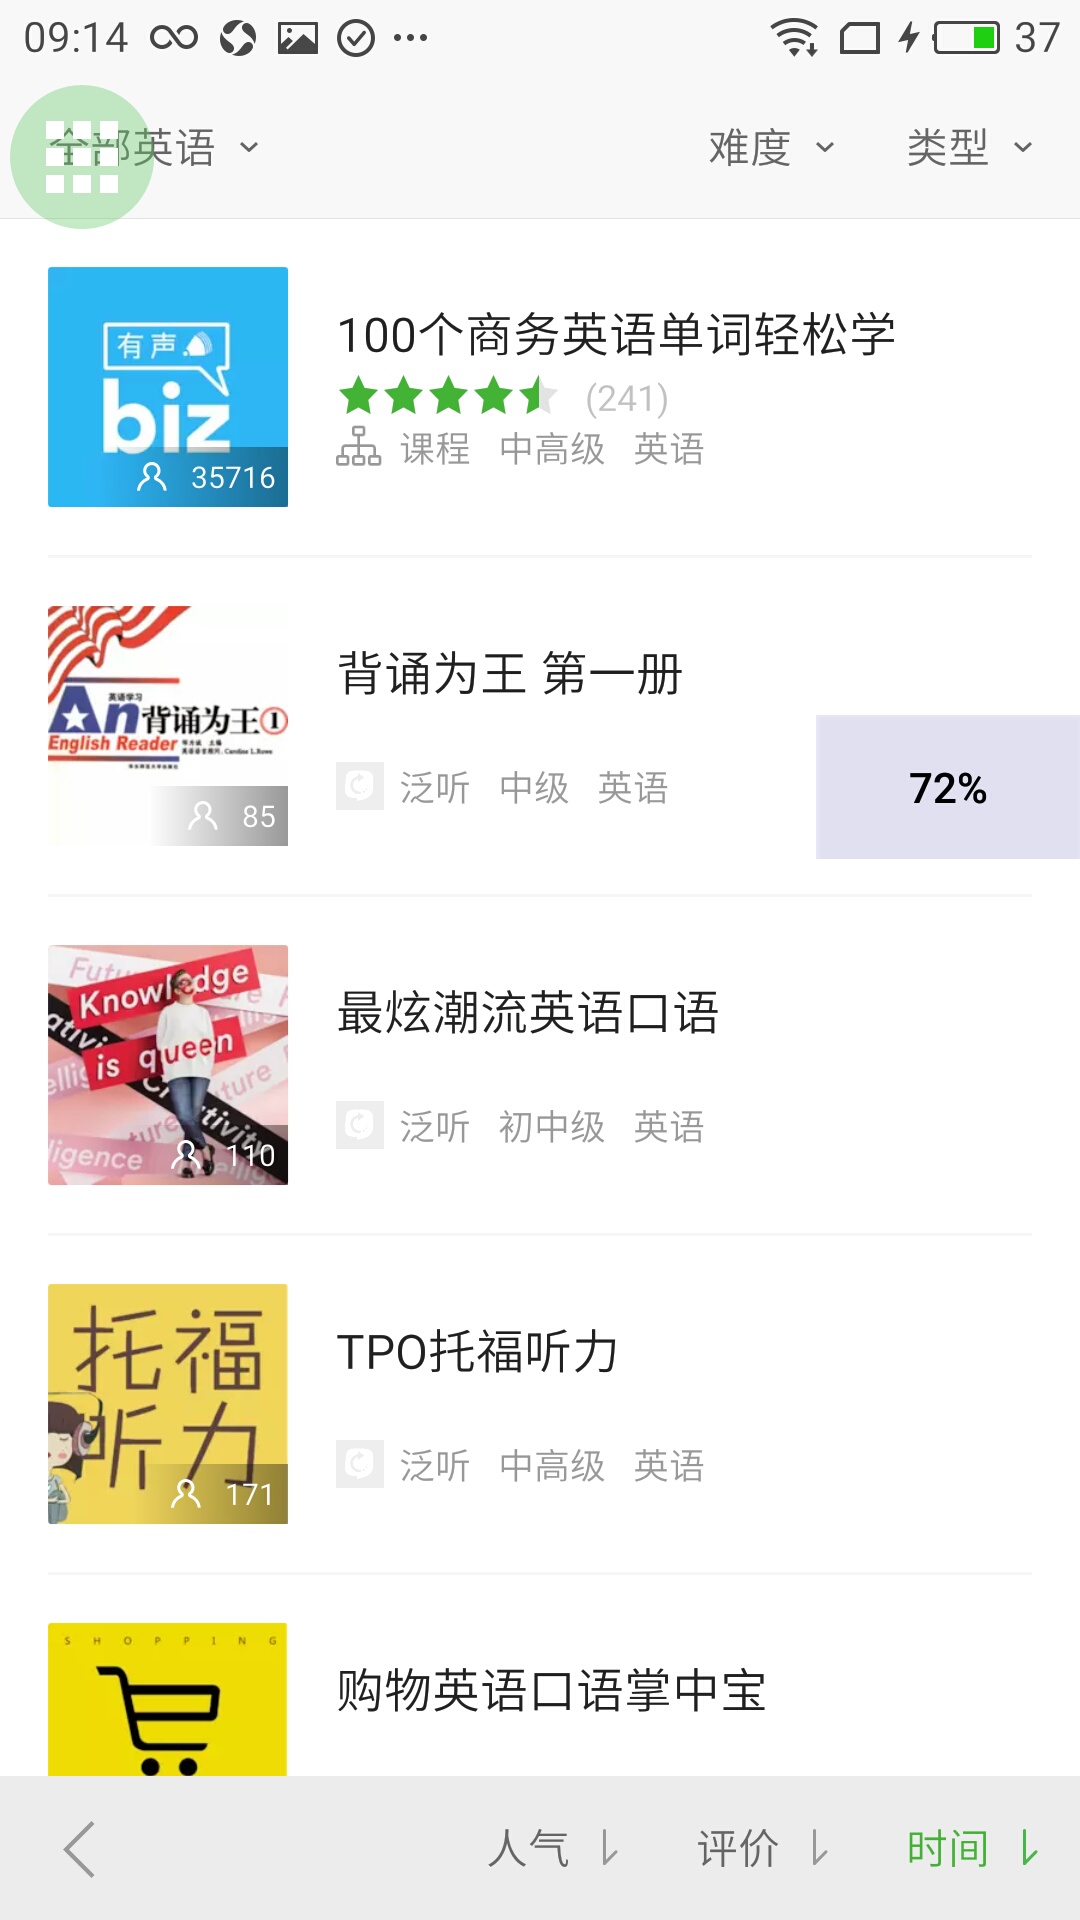 09:14 37
全部英语 难度 类型
有声
biz
35716
100个商务英语单词轻松学
(241)
课程 中高级 英语
英语学习
An背诵为王①
English Reader
85
背诵为王 第一册
泛听 中级 英语
72%
Knowledge
is queen
110
最炫潮流英语口语
泛听 初中级 英语
托福
听力
171
TPO托福听力
泛听 中高级 英语
SHOPPING
购物英语口语掌中宝
人气 评价 时间